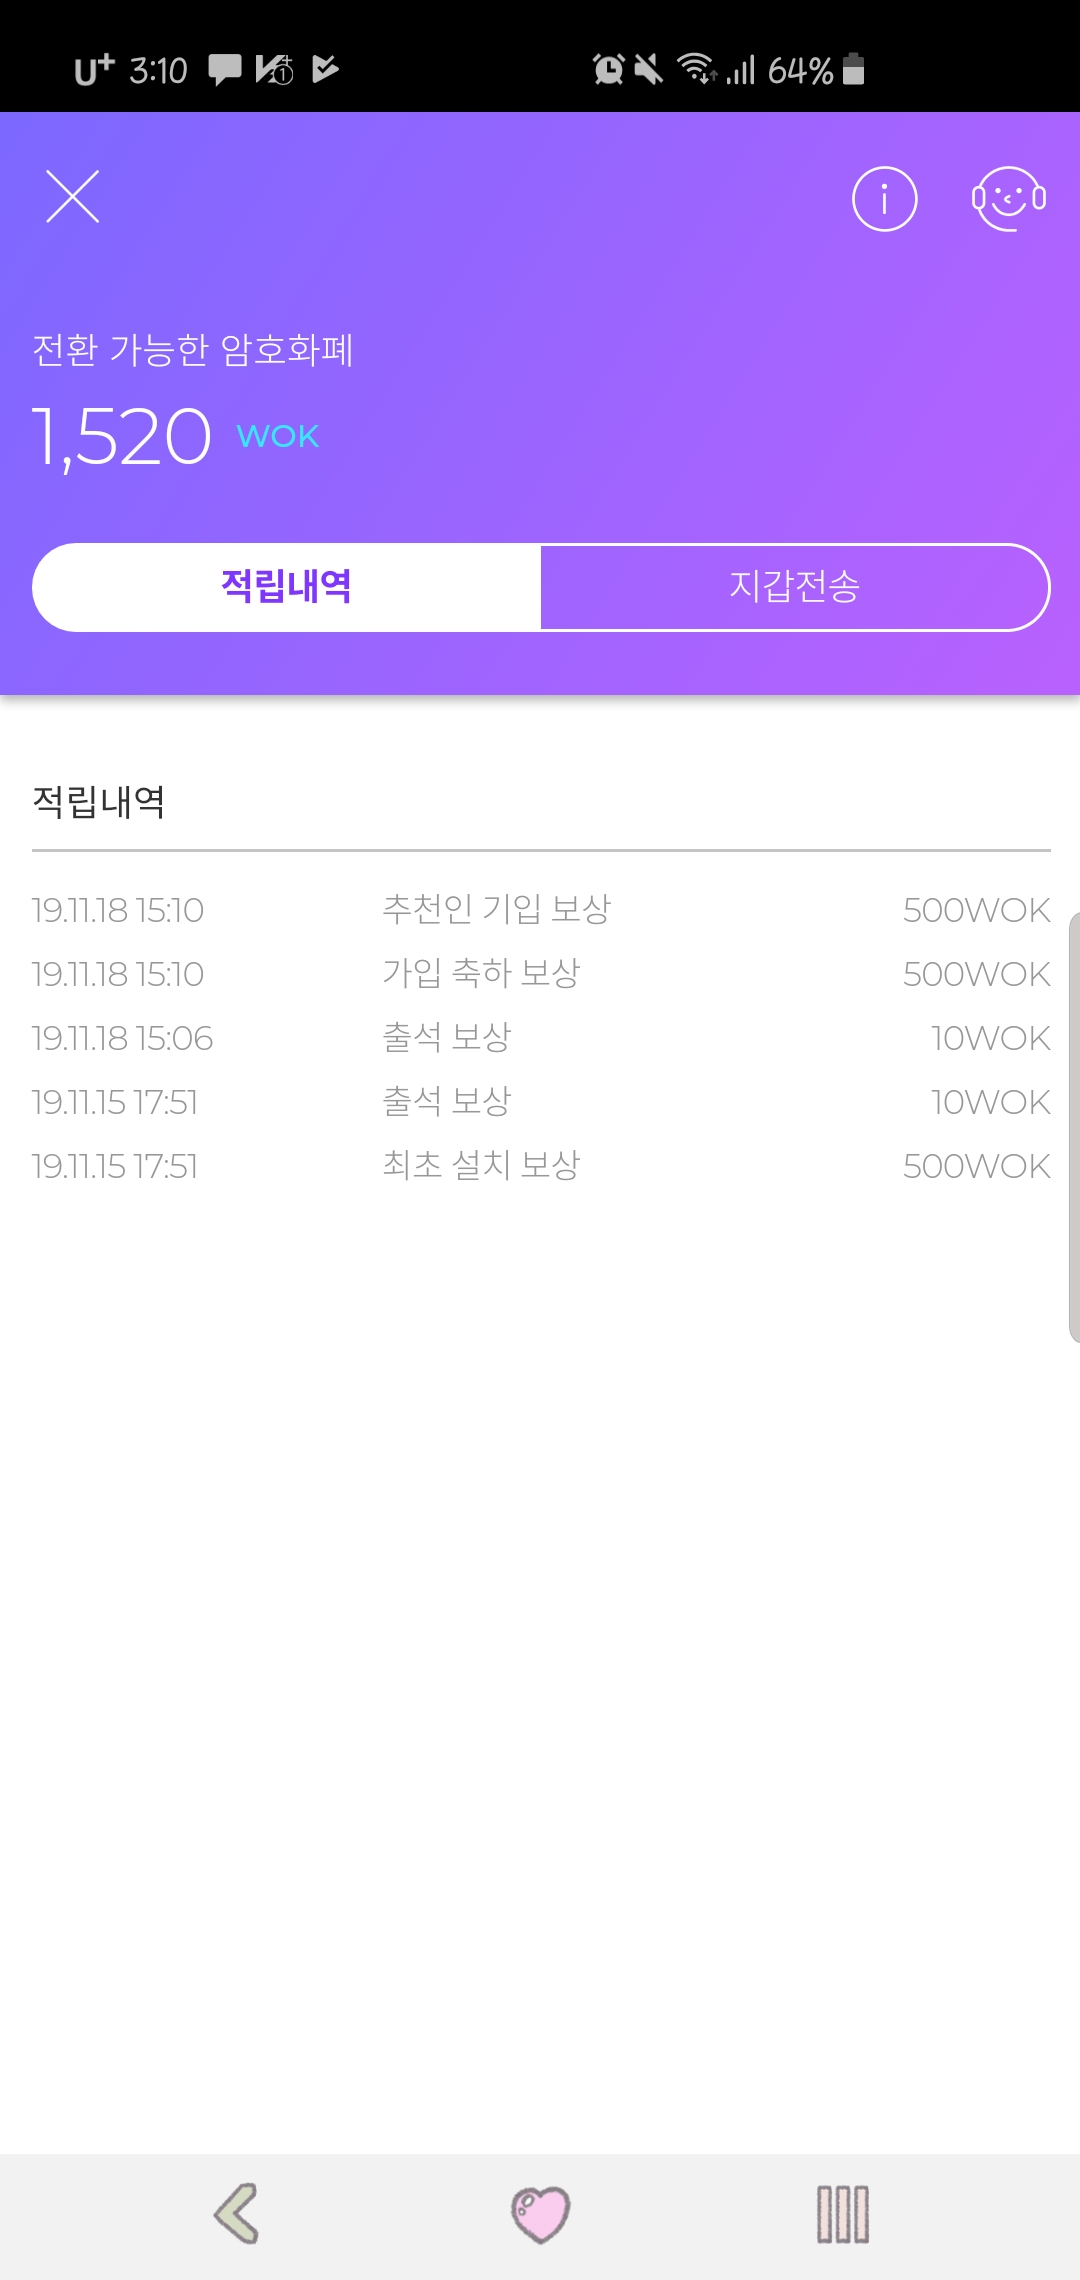 U+ 3:10 64%
전환 가능한 암호화폐
1,520 WOK
적립내역 지갑전송
적립내역
19.11.18 15:10 추천인 기입 보상 500WOK
19.11.18 15:10 가입 축하 보상 500WOK
19.11.18 15:06 출석 보상 10WOK
19.11.15 17:51 출석 보상 10WOK
19.11.15 17:51 최초 설치 보상 500WOK